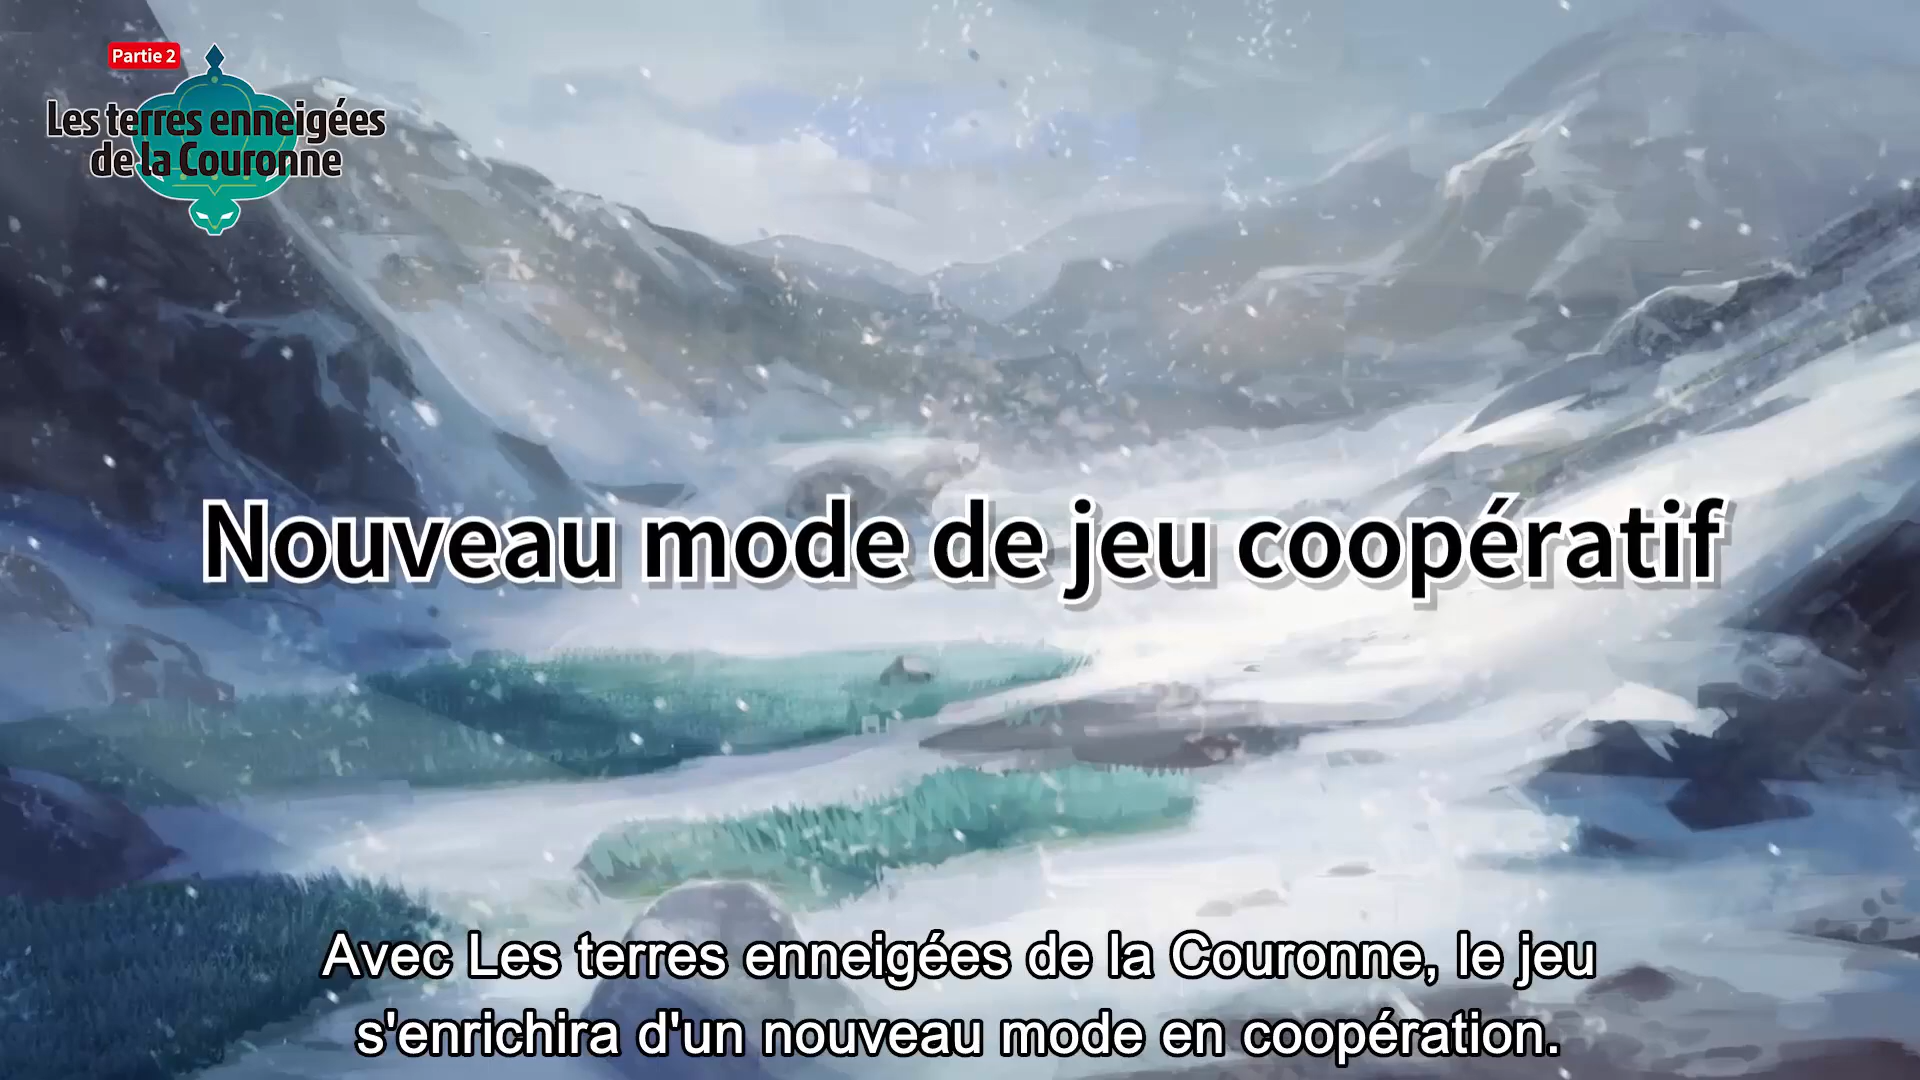 Partie 2
Les terres enneigées
de la Couronne
Nouveau mode de jeu coopératif
Avec Les terres enneigées de la Couronne, le jeu
s'enrichira d'un nouveau mode en coopération.